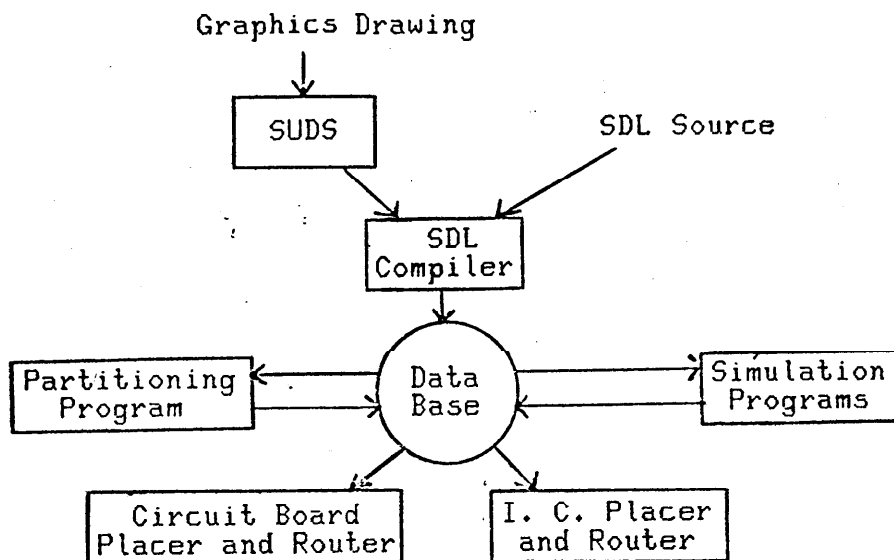 Graphics Drawing
SUDS
SDL Source
SDL
Compiler
Partitioning
Program
Data
Base
Simulation
Programs
Circuit Board
Placer and Router
I. C. Placer
and Router